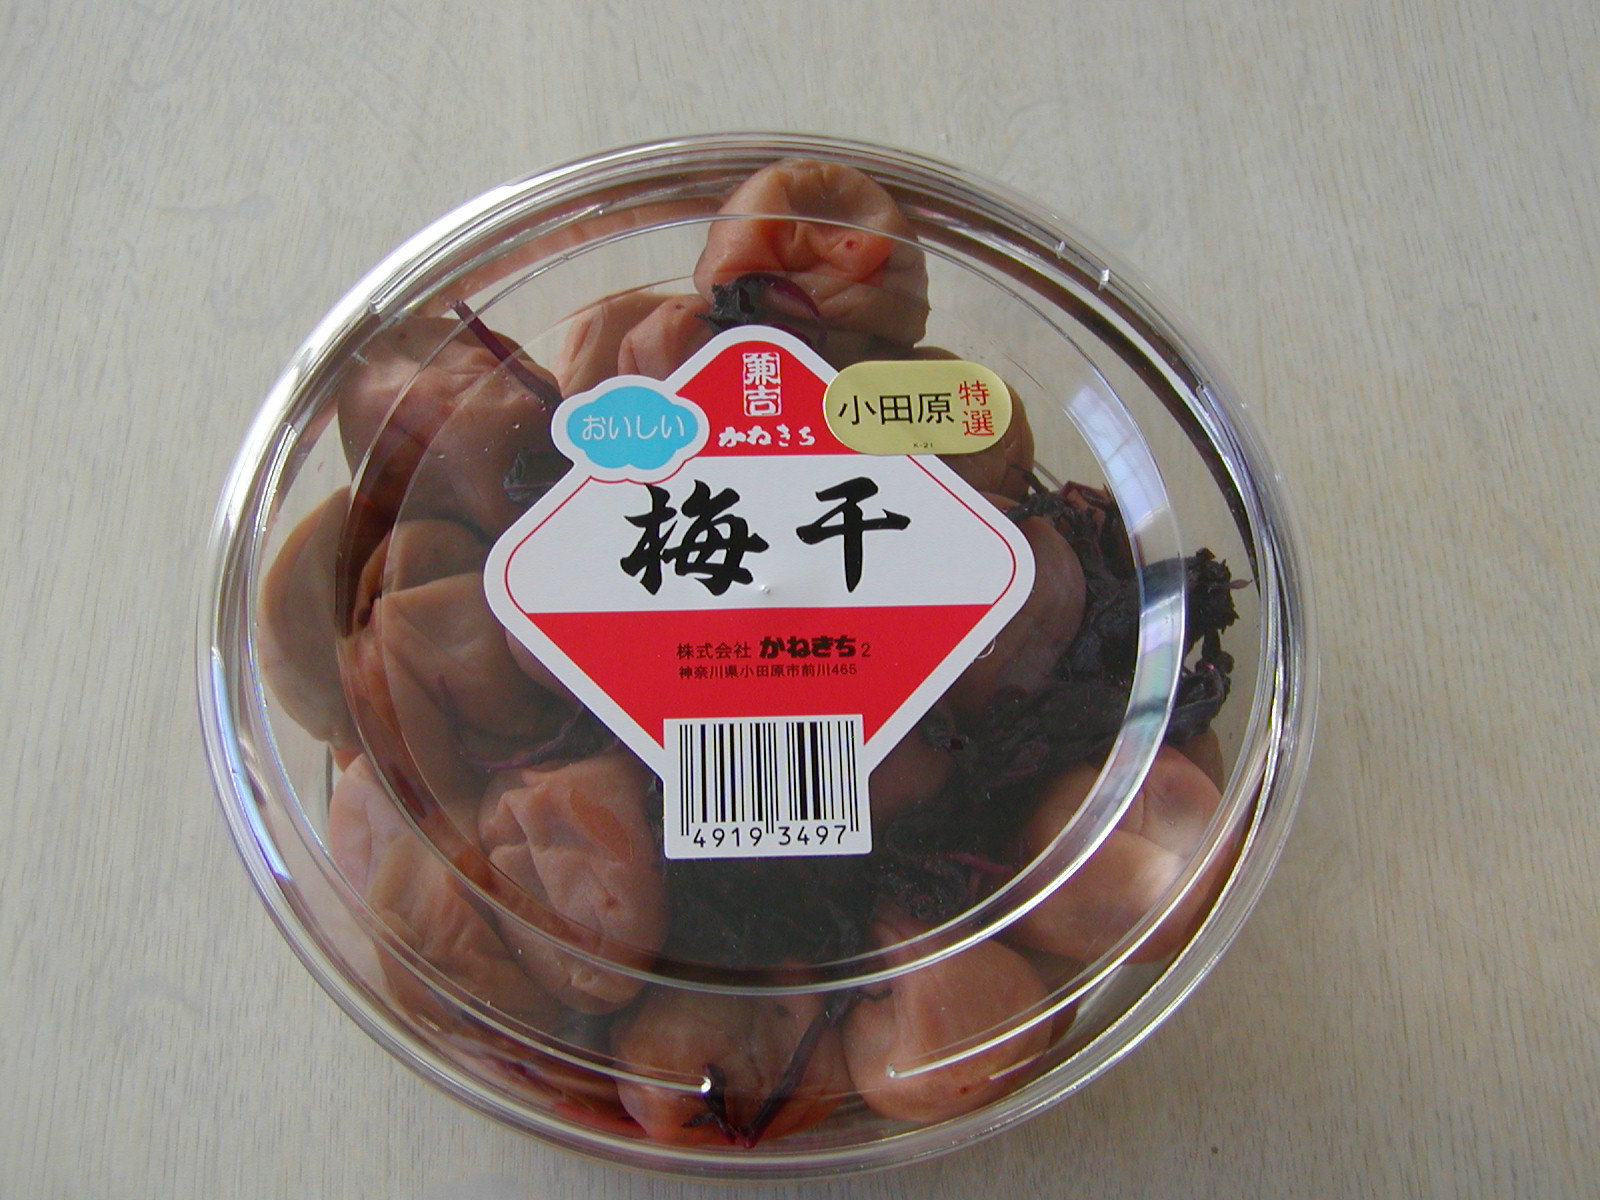 兼吉
かねきち
おいしい
小田原
特選
K-21
梅干
株式会社 かねきち2
神奈川県小田原市前川465
4919 3497